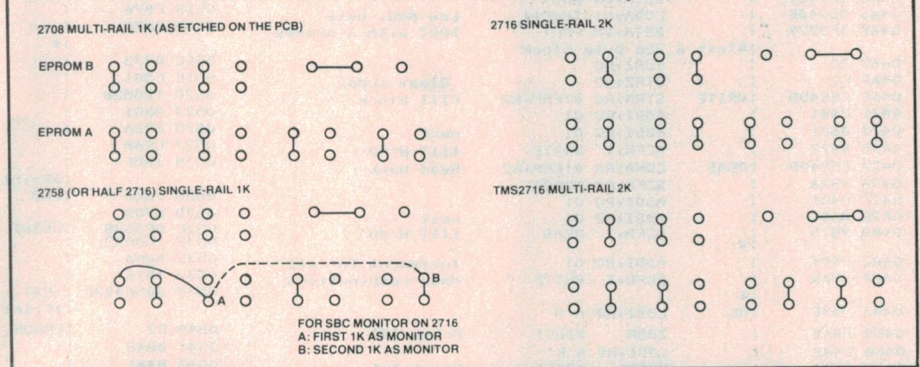 2708 MULTI-RAIL 1K (AS ETCHED ON THE PCB)
EPROM B
EPROM A
2758 (OR HALF 2716) SINGLE-RAIL 1K
A
B
FOR SBC MONITOR ON 2716
A: FIRST 1K AS MONITOR
B: SECOND 1K AS MONITOR
2716 SINGLE-RAIL 2K
TMS2716 MULTI-RAIL 2K